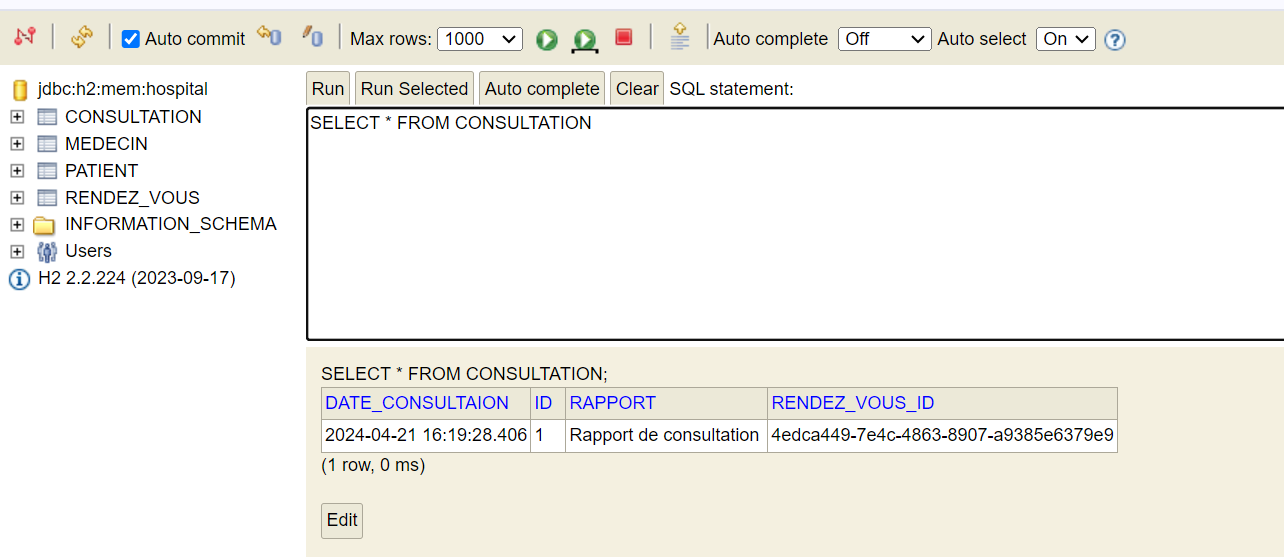 Auto commit Max rows: 1000 Auto complete Off Auto select On
jdbc:h2:mem:hospital
CONSULTATION
MEDECIN
PATIENT
RENDEZ_VOUS
INFORMATION_SCHEMA
Users
H2 2.2.224 (2023-09-17)
Run Run Selected Auto complete Clear SQL statement:
SELECT * FROM CONSULTATION
SELECT * FROM CONSULTATION;
DATE_CONSULTAION ID RAPPORT RENDEZ_VOUS_ID
2024-04-21 16:19:28.406 1 Rapport de consultation 4edca449-7e4c-4863-8907-a9385e6379e9
(1 row, 0 ms)
Edit